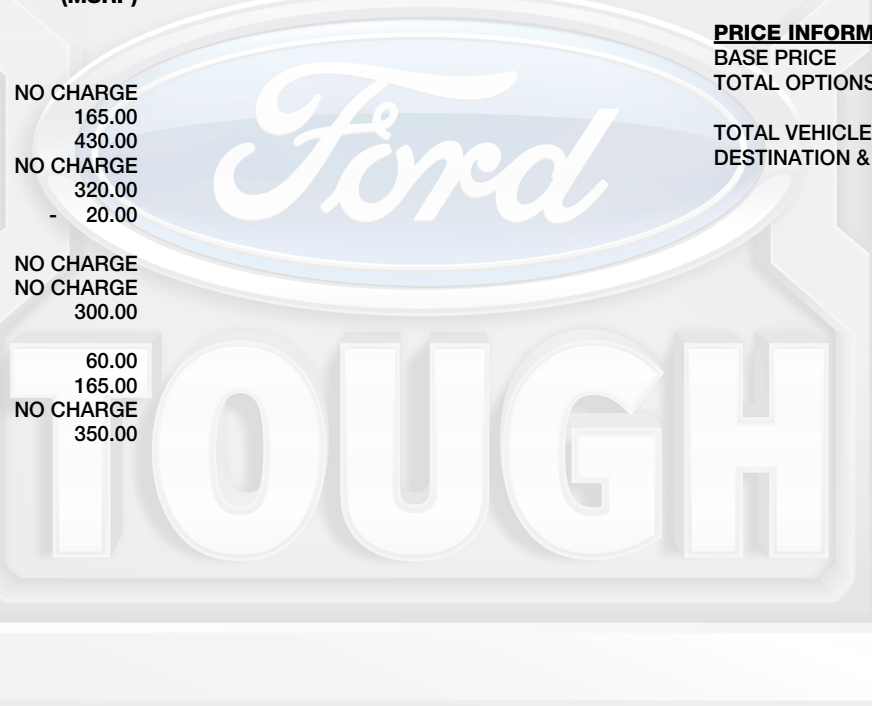 (MSRP)
NO CHARGE
165.00
430.00
NO CHARGE
320.00
- 20.00
NO CHARGE
NO CHARGE
300.00
60.00
165.00
NO CHARGE
350.00
PRICE INFORM
BASE PRICE
TOTAL OPTIONS
TOTAL VEHICLE
DESTINATION &
Ford
TOUGH